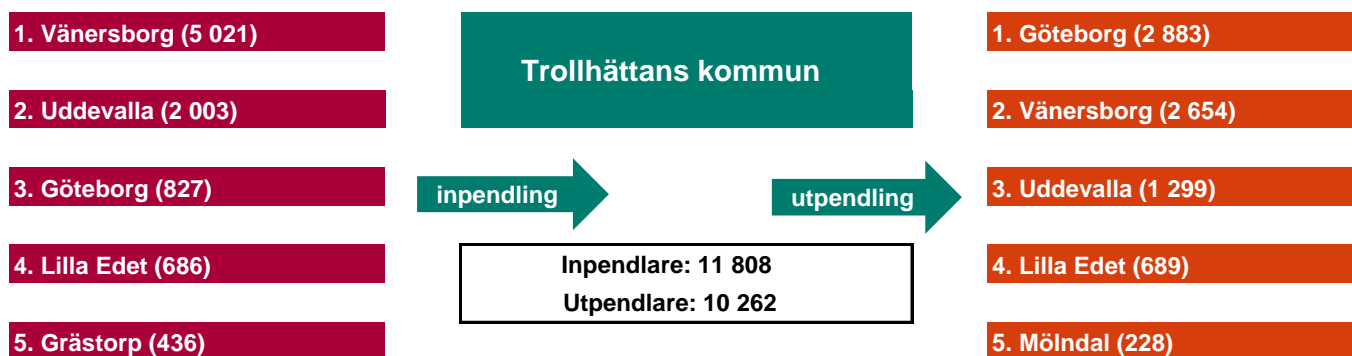 1. Vänersborg (5 021)
2. Uddevalla (2 003)
3. Göteborg (827)
4. Lilla Edet (686)
5. Grästorp (436)
Trollhättans kommun
inpendling
utpendling
Inpendlare: 11 808
Utpendlare: 10 262
1. Göteborg (2 883)
2. Vänersborg (2 654)
3. Uddevalla (1 299)
4. Lilla Edet (689)
5. Mölndal (228)